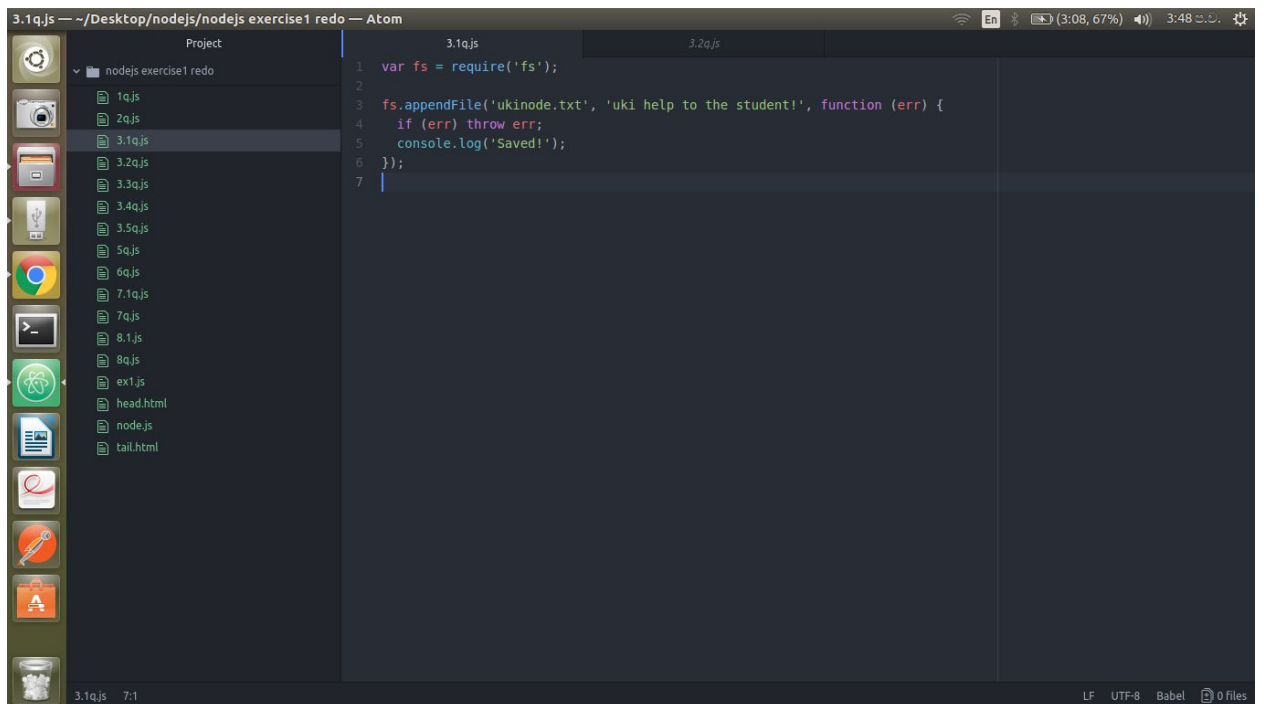 3.1q.js — ~/Desktop/nodejs/nodejs exercise1 redo — Atom
En (3:08, 67%) 3:48 ප.ව.
Project
nodejs exercise1 redo
1q.js
2q.js
3.1q.js
3.2q.js
3.3q.js
3.4q.js
3.5q.js
5q.js
6q.js
7.1q.js
7q.js
8.1.js
8q.js
ex1.js
head.html
node.js
tail.html
3.1q.js 3.2q.js
1 var fs = require('fs');
2
3 fs.appendFile('ukinode.txt', 'uki help to the student!', function (err) {
4 if (err) throw err;
5 console.log('Saved!');
6 });
7
3.1q.js 7:1
LF UTF-8 Babel 0 files